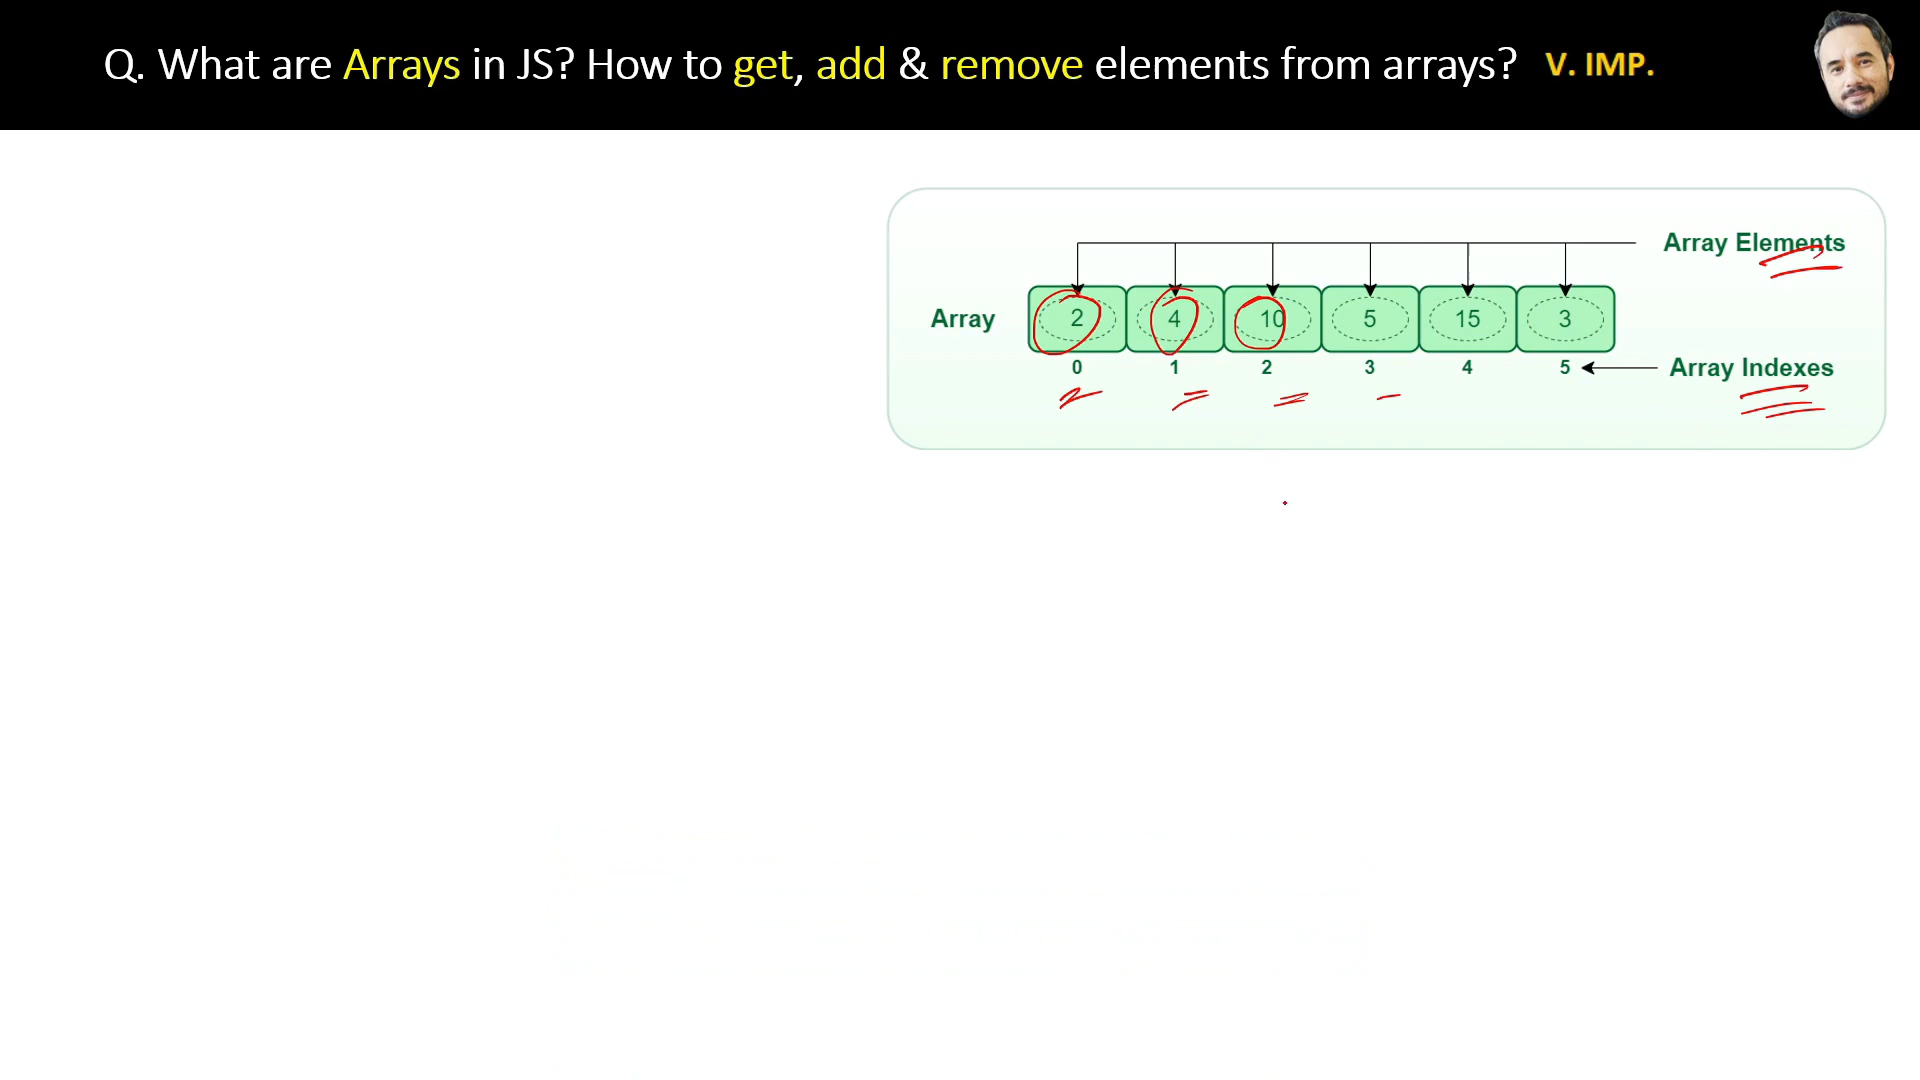 Q. What are Arrays in JS? How to get, add & remove elements from arrays? V. IMP.
Array Elements
Array 2 4 10 5 15 3
0 1 2 3 4 5 Array Indexes